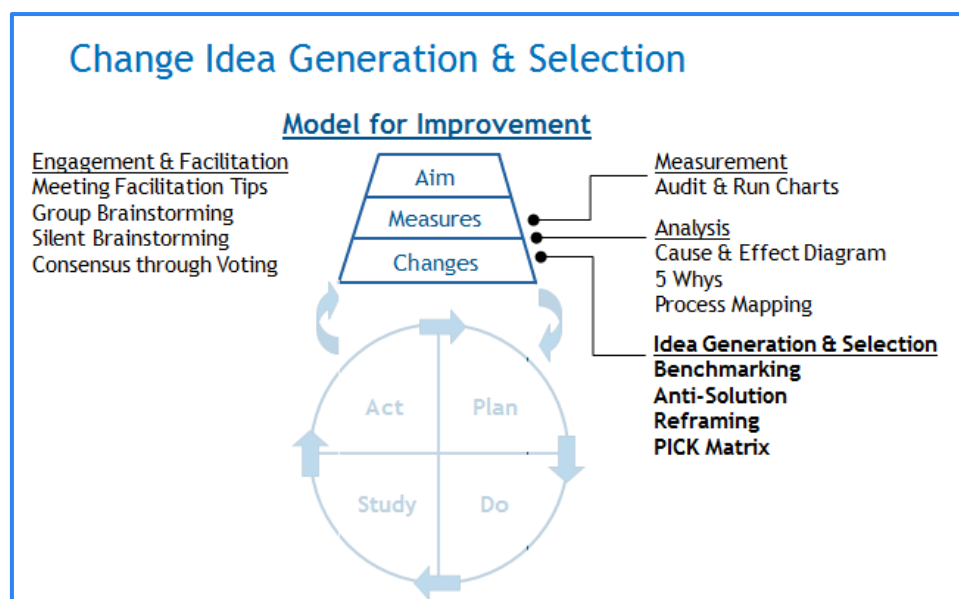 Change Idea Generation & Selection
Model for Improvement
Engagement & Facilitation
Meeting Facilitation Tips
Group Brainstorming
Silent Brainstorming
Consensus through Voting
Aim
Measures
Changes
Measurement
Audit & Run Charts
Analysis
Cause & Effect Diagram
5 Whys
Process Mapping
Idea Generation & Selection
Benchmarking
Anti-Solution
Reframing
PICK Matrix
Act
Plan
Study
Do